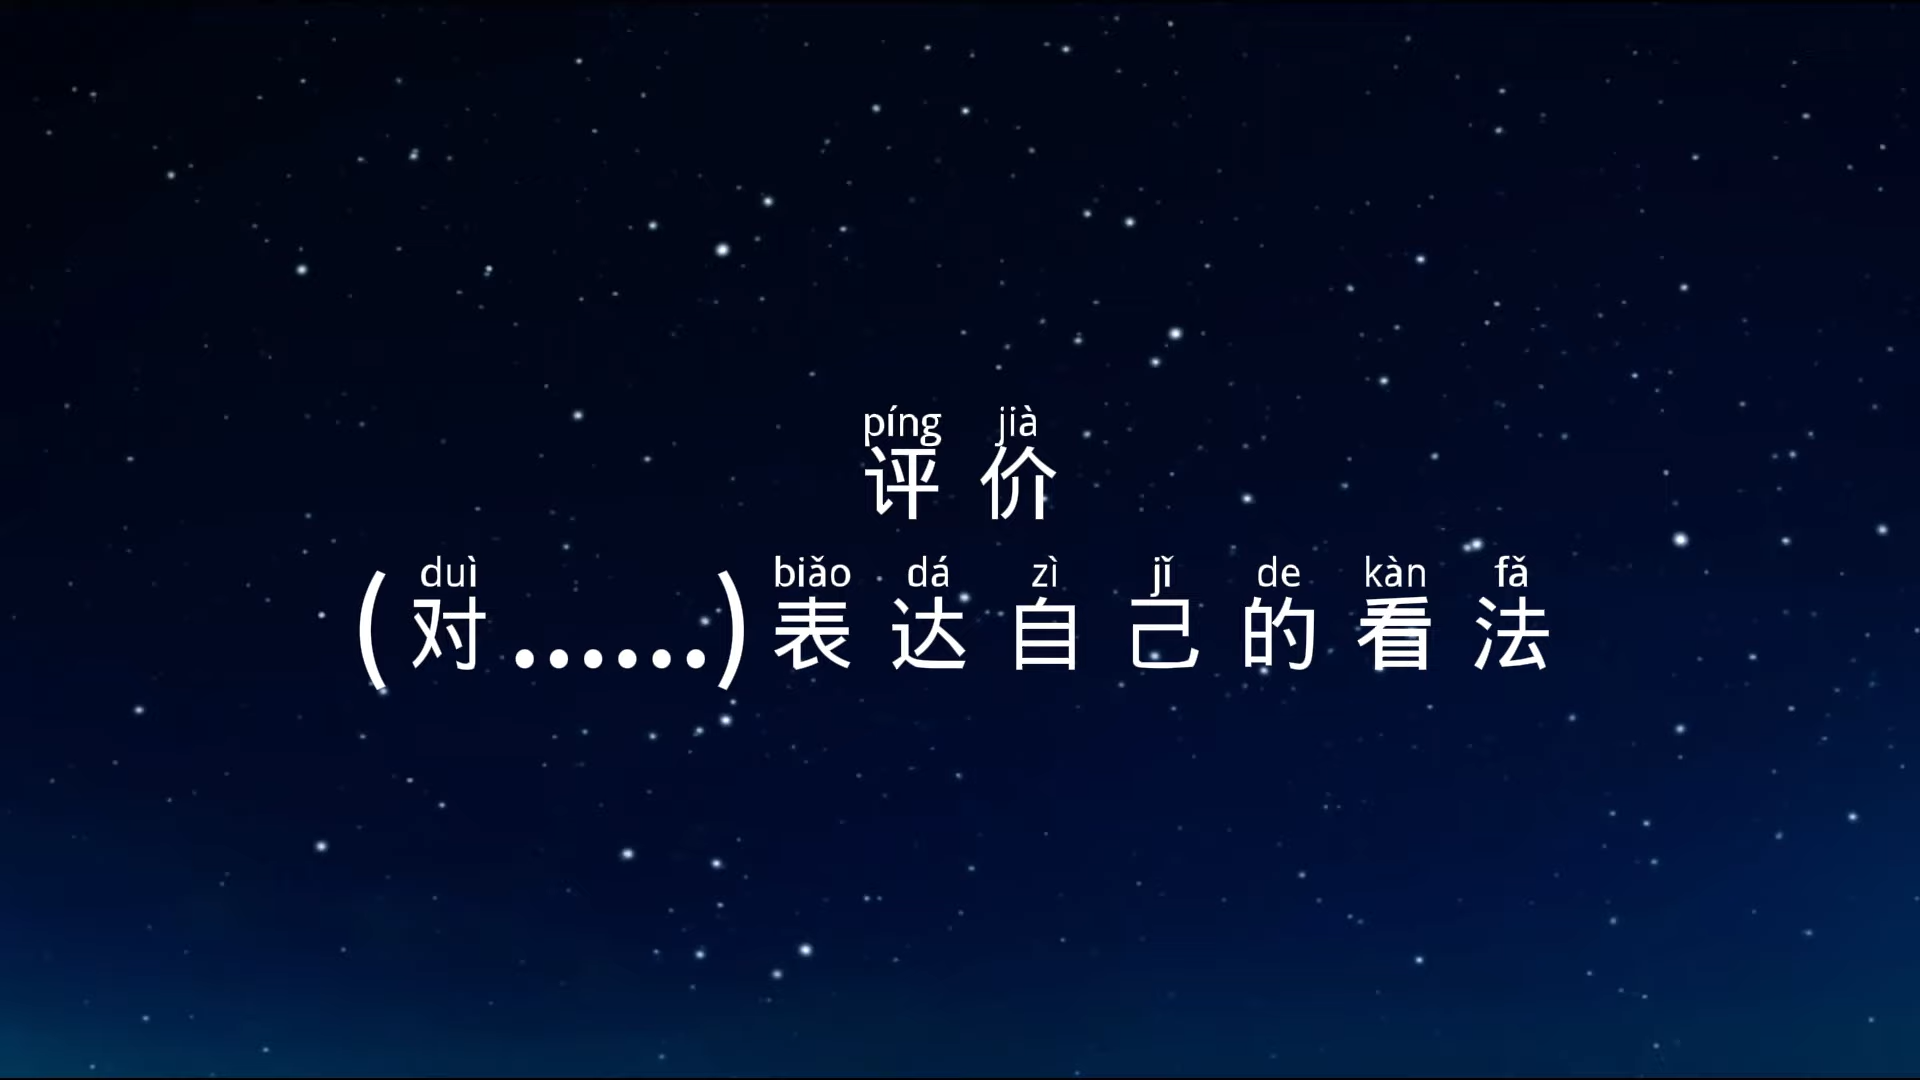 píng jià
评价
duì biǎo dá zì jǐ de kàn fǎ
(对......)表达自己的看法